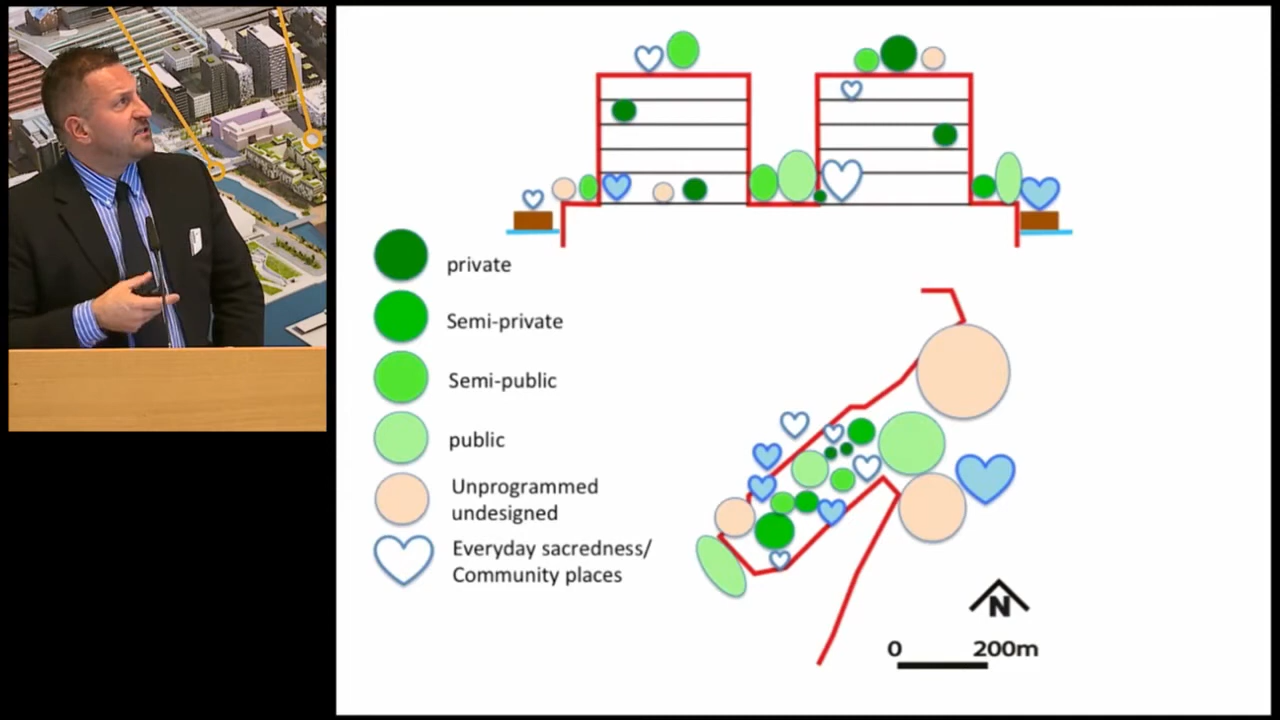 private
Semi-private
Semi-public
public
Unprogrammed
undesigned
Everyday sacredness/
Community places
N
0 200m